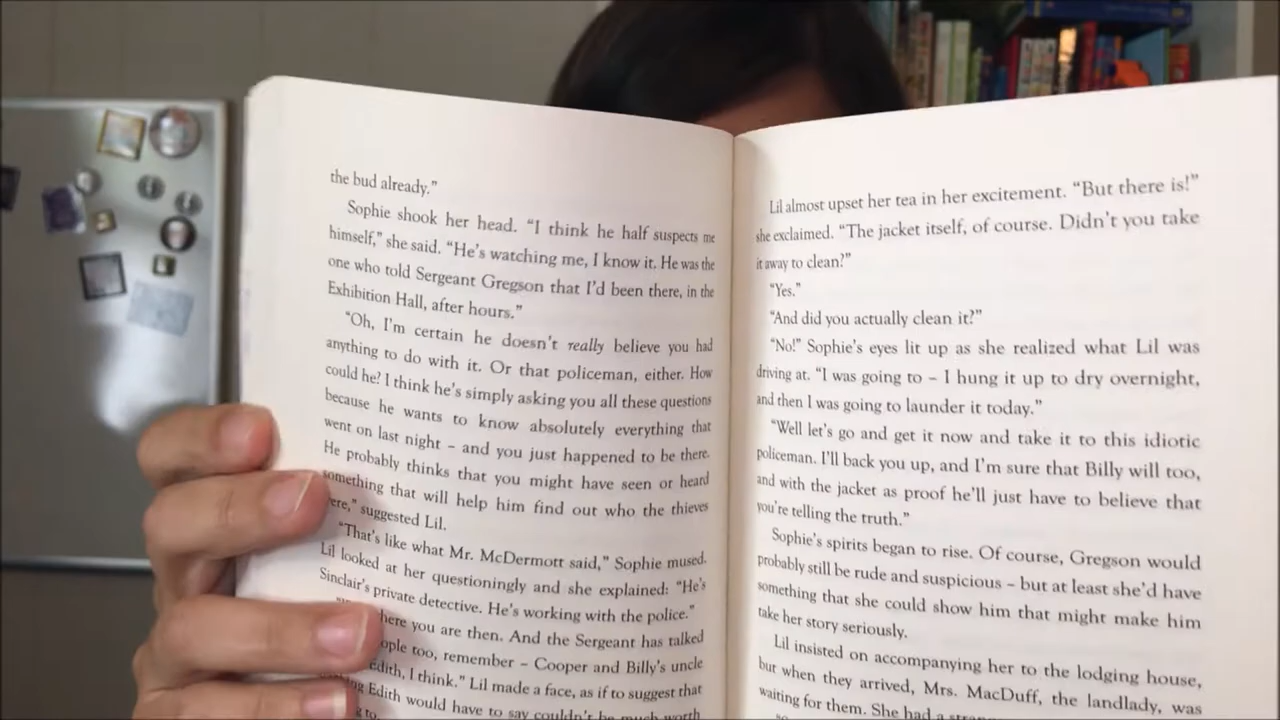 the bud already.”
Sophie shook her head. “I think he half suspects me
himself,” she said. “He’s watching me, I know it. He was the
one who told Sergeant Gregson that I’d been there, in the
Exhibition Hall, after hours.”
“Oh, I’m certain he doesn’t really believe you had
anything to do with it. Or that policeman, either. How
could he? I think he’s simply asking you all these questions
because he wants to know absolutely everything that
went on last night – and you just happened to be there.
He probably thinks that you might have seen or heard
something that will help him find out who the thieves
were,” suggested Lil.
“That’s like what Mr. McDermott said,” Sophie mused.
Lil looked at her questioningly and she explained: “He’s
Sinclair’s private detective. He’s working with the police.”
you are then. And the Sergeant has talked
too, remember – Cooper and Billy’s uncle
Edith, I think.” Lil made a face, as if to suggest that
Edith would have to say couldn’t be much worth
to.
Lil almost upset her tea in her excitement. “But there is!”
she exclaimed. “The jacket itself, of course. Didn’t you take
it away to clean?”
“Yes.”
“And did you actually clean it?”
“No!” Sophie’s eyes lit up as she realized what Lil was
driving at. “I was going to – I hung it up to dry overnight,
and then I was going to launder it today.”
“Well let’s go and get it now and take it to this idiotic
policeman. I’ll back you up, and I’m sure that Billy will too,
and with the jacket as proof he’ll just have to believe that
you’re telling the truth.”
Sophie’s spirits began to rise. Of course, Gregson would
probably still be rude and suspicious – but at least she’d have
something that she could show him that might make him
take her story seriously.
Lil insisted on accompanying her to the lodging house,
but when they arrived, Mrs. MacDuff, the landlady, was
waiting for them. She had a